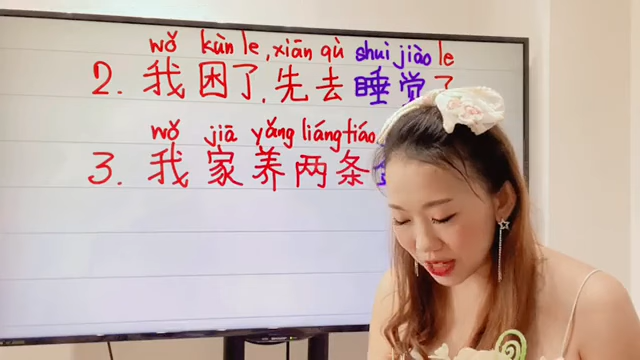 wǒ kùn le, xiān qù shuì jiào le
2. 我困了, 先去睡觉了
wǒ jiā yǎng liáng tiáo
3. 我家养两条